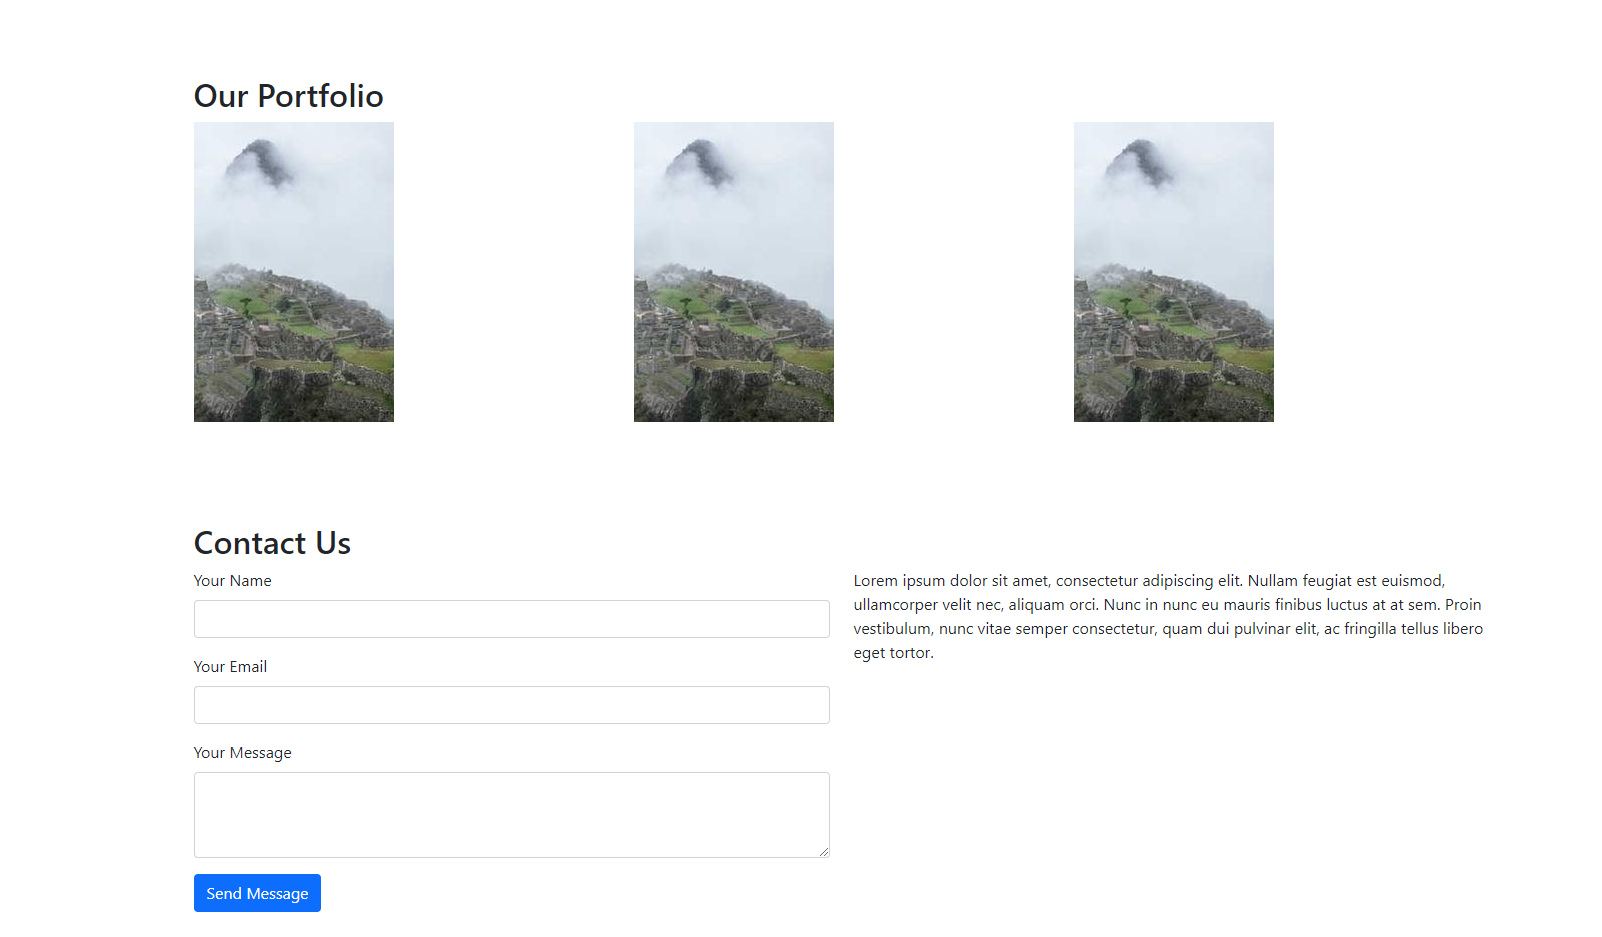 Our Portfolio
Contact Us
Your Name
Lorem ipsum dolor sit amet, consectetur adipiscing elit. Nullam feugiat est euismod,
ullamcorper velit nec, aliquam orci. Nunc in nunc eu mauris finibus luctus at at sem. Proin
vestibulum, nunc vitae semper consectetur, quam dui pulvinar elit, ac fringilla tellus libero
eget tortor.
Your Email
Your Message
Send Message